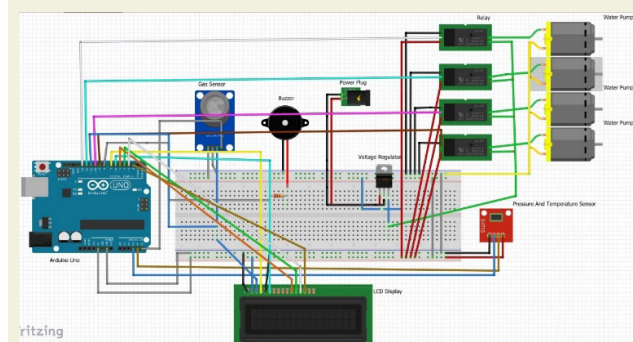 Relay
Water Pump
Gas Sensor
Power Plug
Buzzer
Water Pump
Voltage Regulator
Water Pump
UNO
Pressure And Temperature Sensor
Arduino Uno
LCD Display
ritzing